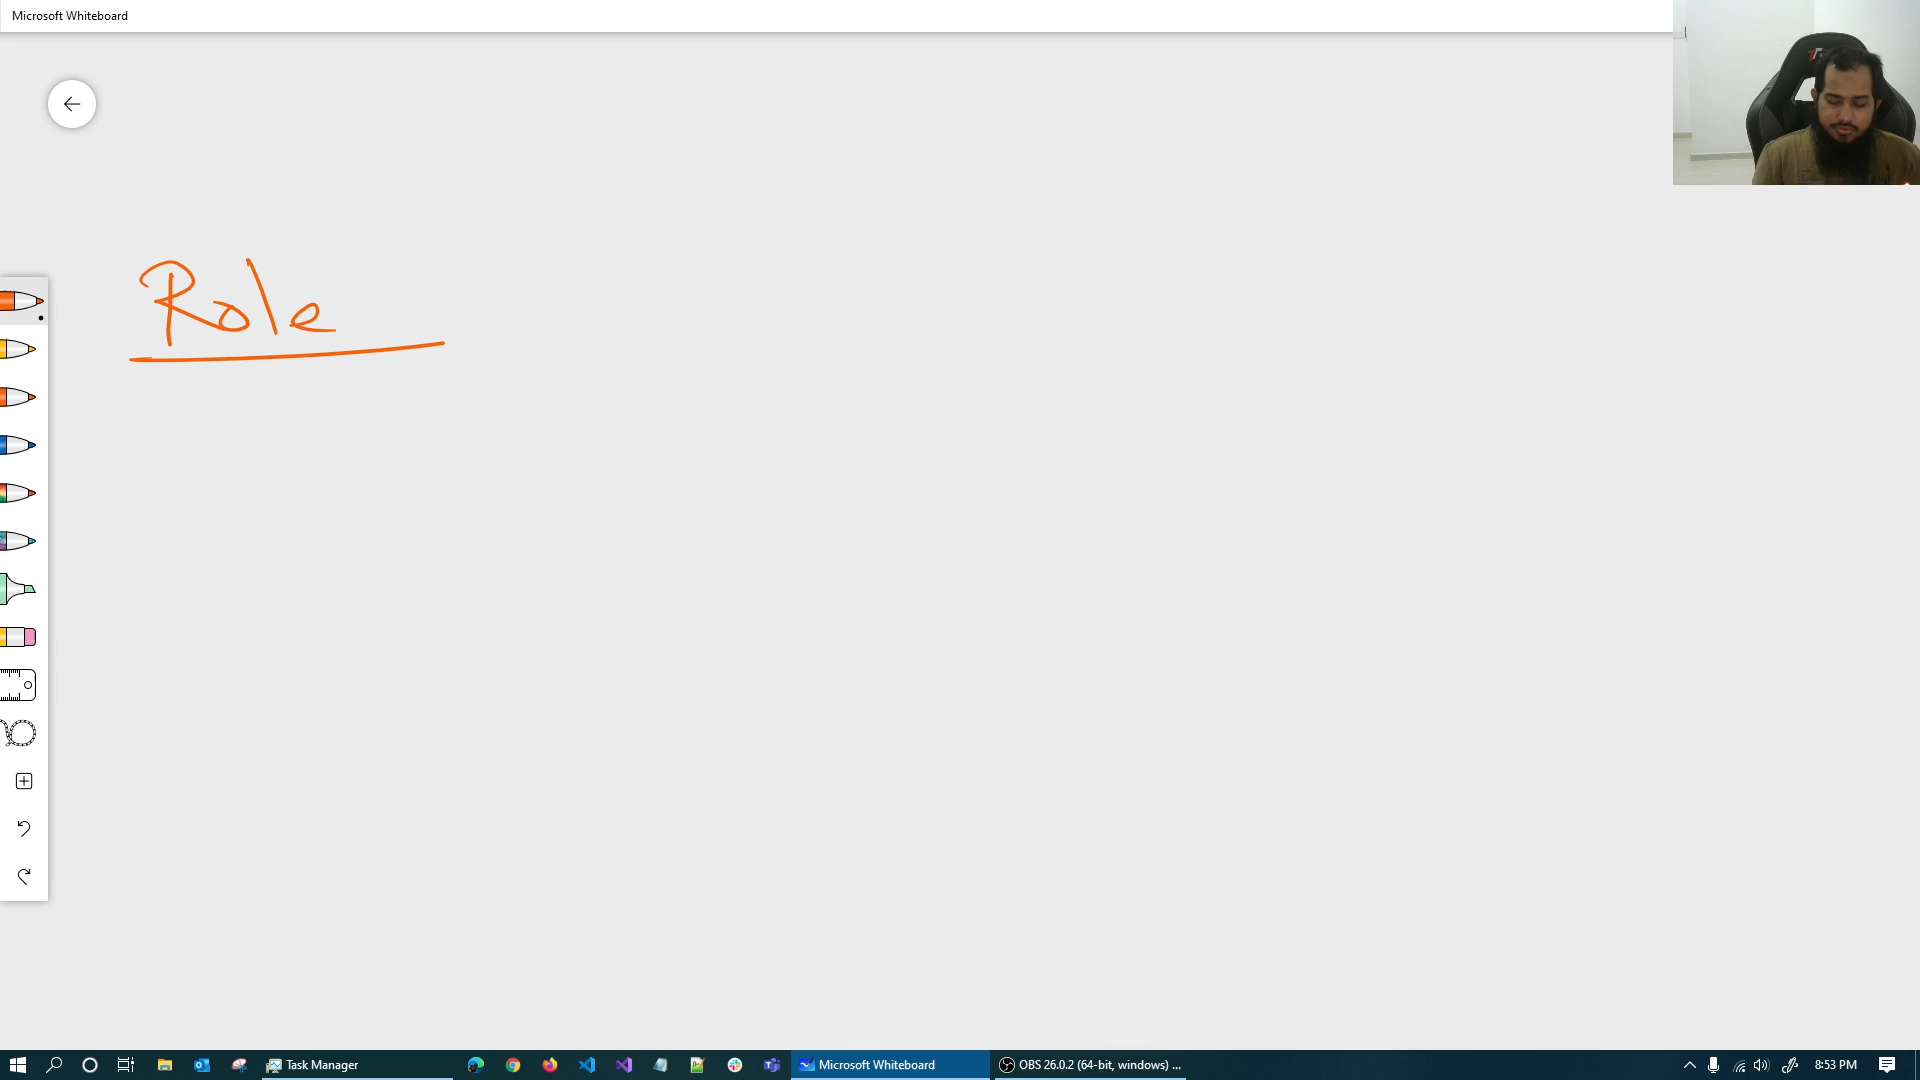 Microsoft Whiteboard
Role
Task Manager
Microsoft Whiteboard
OBS 26.0.2 (64-bit, windows) ...
8:53 PM